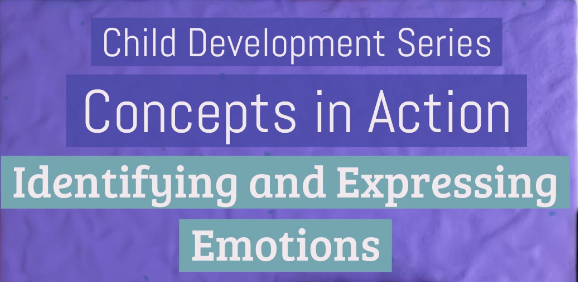 Child Development Series
Concepts in Action
Identifying and Expressing
Emotions